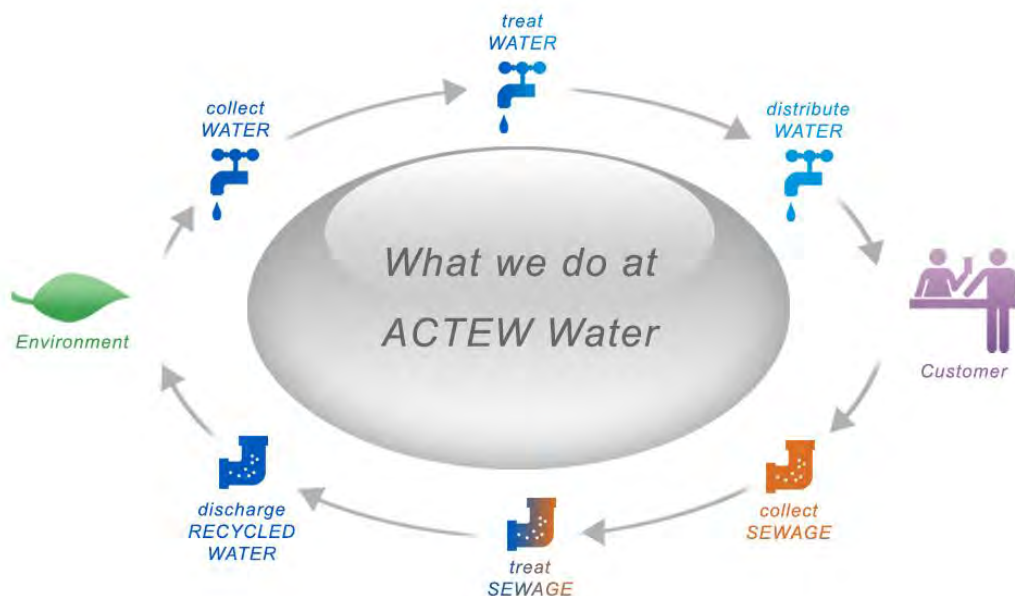 treat
WATER
collect
WATER
distribute
WATER
What we do at
ACTEW Water
Environment
Customer
discharge
RECYCLED
WATER
collect
SEWAGE
treat
SEWAGE